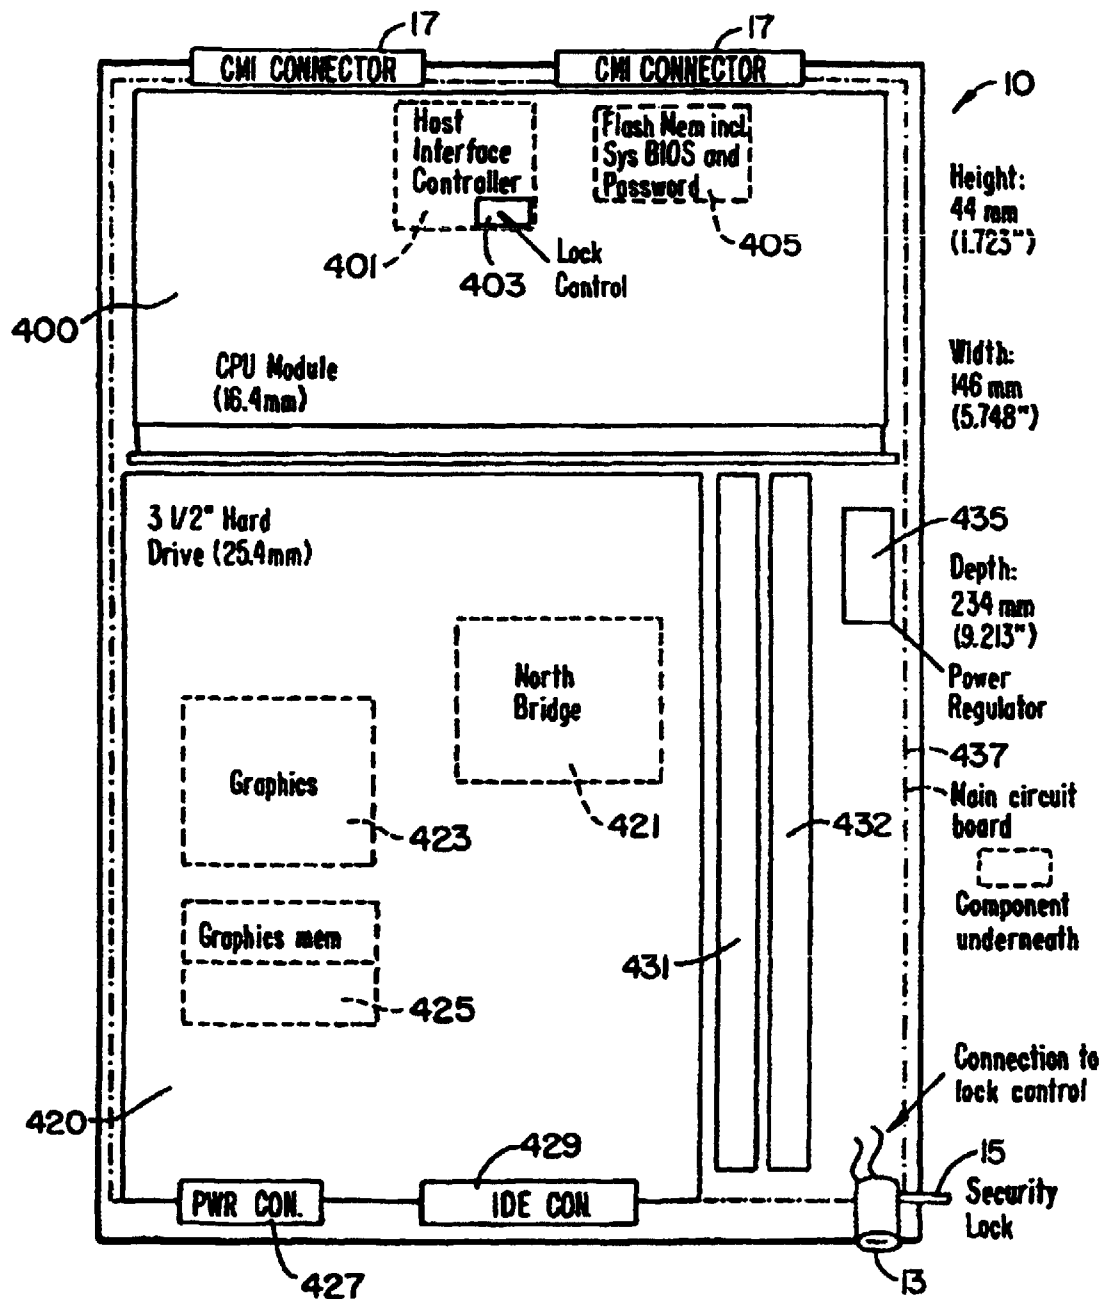 17
17
CMI CONNECTOR
CMI CONNECTOR
10
Host
Interface
Controller
Flash Mem incl.
Sys BIOS and
Password
401
403
Lock
Control
405
Height:
44 mm
(1.723")
400
CPU Module
(16.4mm)
Width:
146 mm
(5.748")
3 1/2" Hard
Drive (25.4mm)
435
Depth:
234 mm
(9.213")
Power
Regulator
North
Bridge
421
Graphics
423
437
Main circuit
board
432
Component
underneath
Graphics mem
425
431
Connection to
lock control
420
429
15
Security
Lock
PWR CON.
IDE CON.
427
13